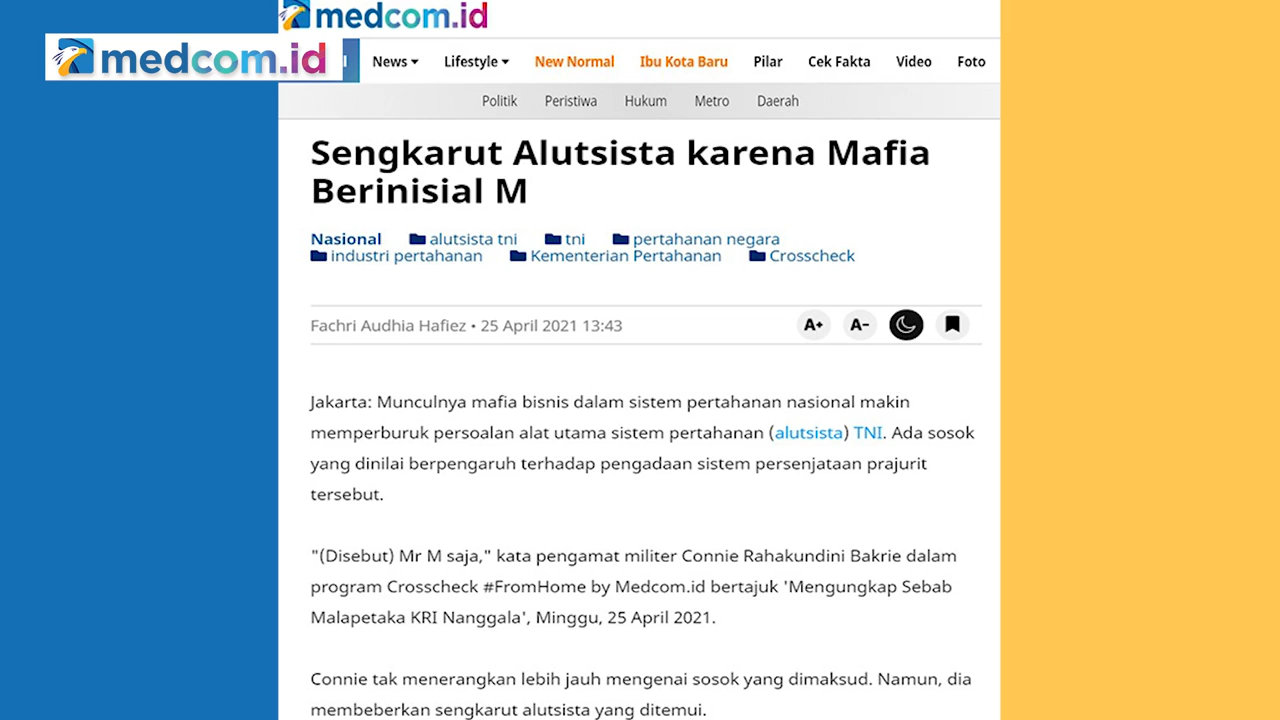 medcom.id
medcom.id
News Lifestyle New Normal Ibu Kota Baru Pilar Cek Fakta Video Foto
Politik Peristiwa Hukum Metro Daerah
Sengkarut Alutsista karena Mafia
Berinisial M
Nasional alutsista tni tni pertahanan negara
industri pertahanan Kementerian Pertahanan Crosscheck
Fachri Audhia Hafiez • 25 April 2021 13:43 A+ A-
Jakarta: Munculnya mafia bisnis dalam sistem pertahanan nasional makin
memperburuk persoalan alat utama sistem pertahanan (alutsista) TNI. Ada sosok
yang dinilai berpengaruh terhadap pengadaan sistem persenjataan prajurit
tersebut.
"(Disebut) Mr M saja," kata pengamat militer Connie Rahakundini Bakrie dalam
program Crosscheck #FromHome by Medcom.id bertajuk 'Mengungkap Sebab
Malapetaka KRI Nanggala', Minggu, 25 April 2021.
Connie tak menerangkan lebih jauh mengenai sosok yang dimaksud. Namun, dia
membeberkan sengkarut alutsista yang ditemui.